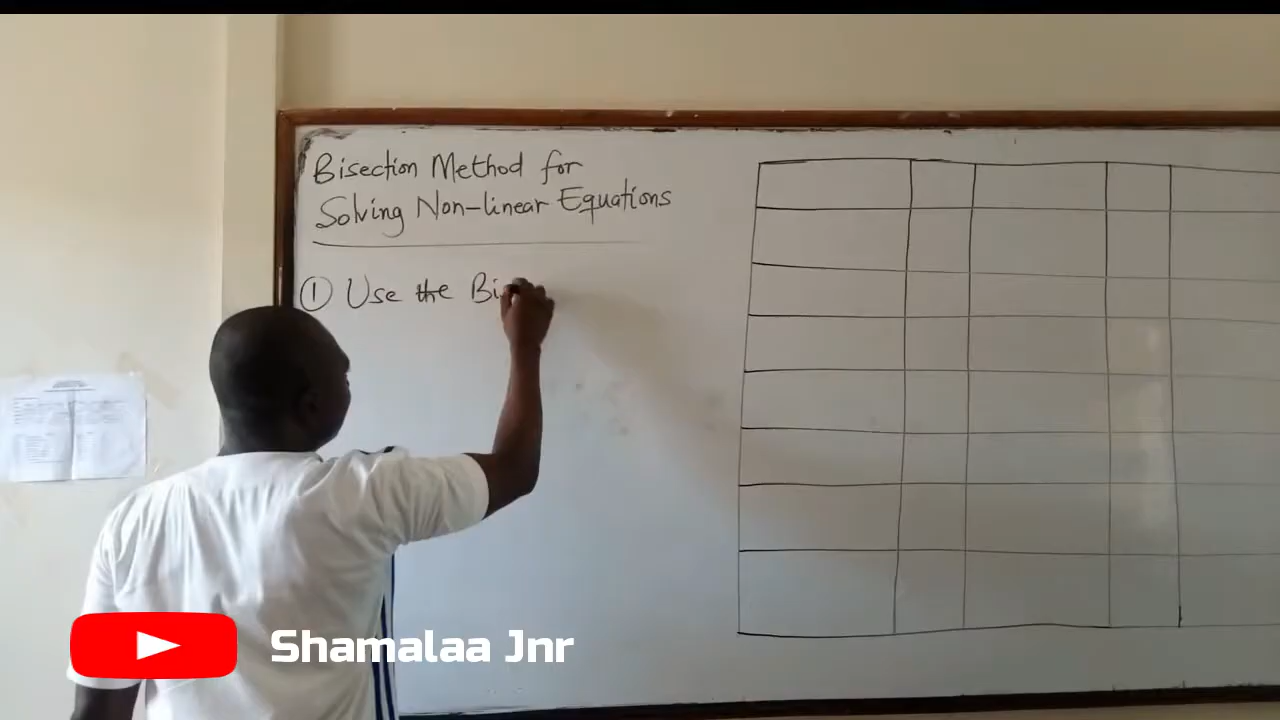 Bisection Method for
Solving Non-linear Equations
① Use the Bi
Shamalaa Jnr